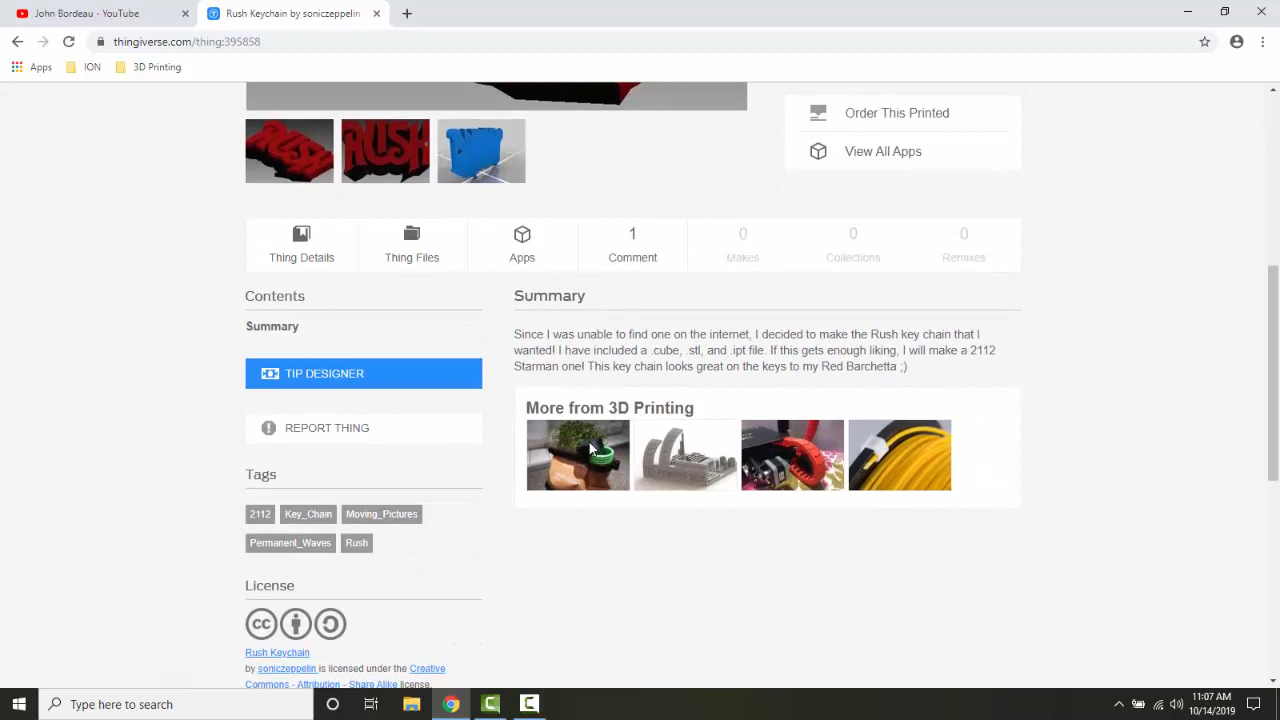 John Bordeau - YouTube
Rush Keychain by soniczeppelin
thingiverse.com/thing:395858
Apps
ION
3D Printing
RUSH
RUSH
Order This Printed
View All Apps
Thing Details
Thing Files
Apps
1
Comment
0
Makes
0
Collections
0
Remixes
Contents
Summary
TIP DESIGNER
REPORT THING
Tags
2112
Key_Chain
Moving_Pictures
Permanent_Waves
Rush
License
cc
Rush Keychain
by soniczeppelin is licensed under the Creative
Commons - Attribution - Share Alike license.
Summary
Since I was unable to find one on the internet, I decided to make the Rush key chain that I
wanted! I have included a .cube, .stl, and .ipt file. If this gets enough liking, I will make a 2112
Starman one! This key chain looks great on the keys to my Red Barchetta ;)
More from 3D Printing
Type here to search
11:07 AM
10/14/2019